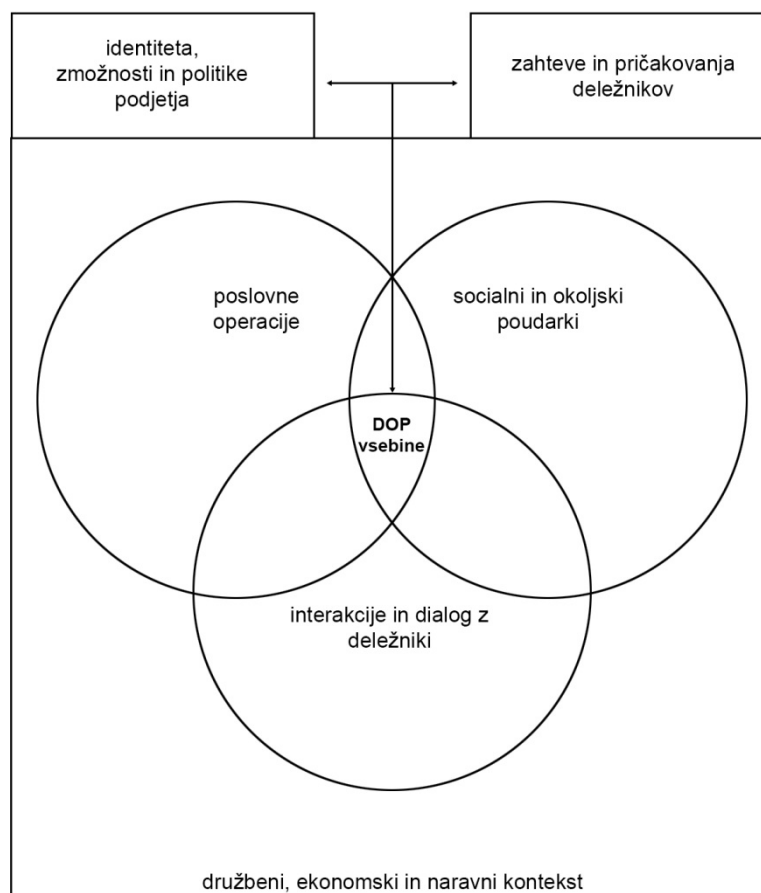 identiteta,
zmožnosti in politike
podjetja
zahteve in pričakovanja
deležnikov
poslovne
operacije
socialni in okoljski
poudarki
DOP
vsebine
interakcije in dialog z
deležniki
družbeni, ekonomski in naravni kontekst